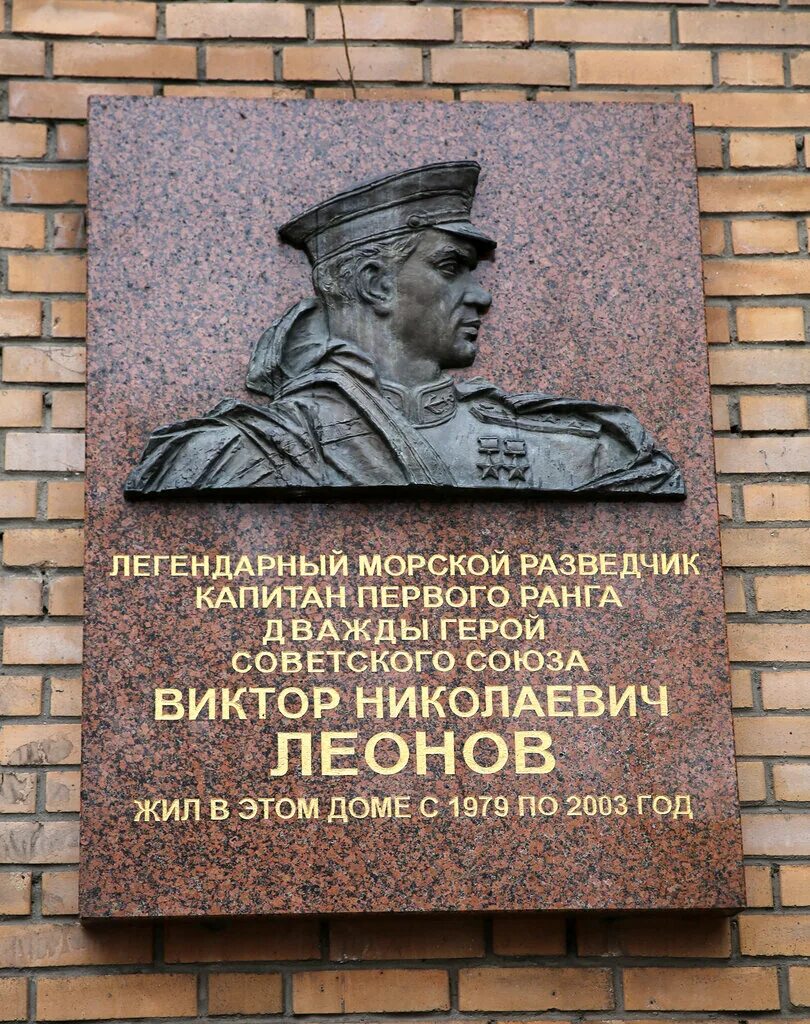 ЛЕГЕНДАРНЫЙ МОРСКОЙ РАЗВЕДЧИК
КАПИТАН ПЕРВОГО РАНГА
ДВАЖДЫ ГЕРОЙ
СОВЕТСКОГО СОЮЗА
ВИКТОР НИКОЛАЕВИЧ
ЛЕОНОВ
ЖИЛ В ЭТОМ ДОМЕ С 1979 ПО 2003 ГОД